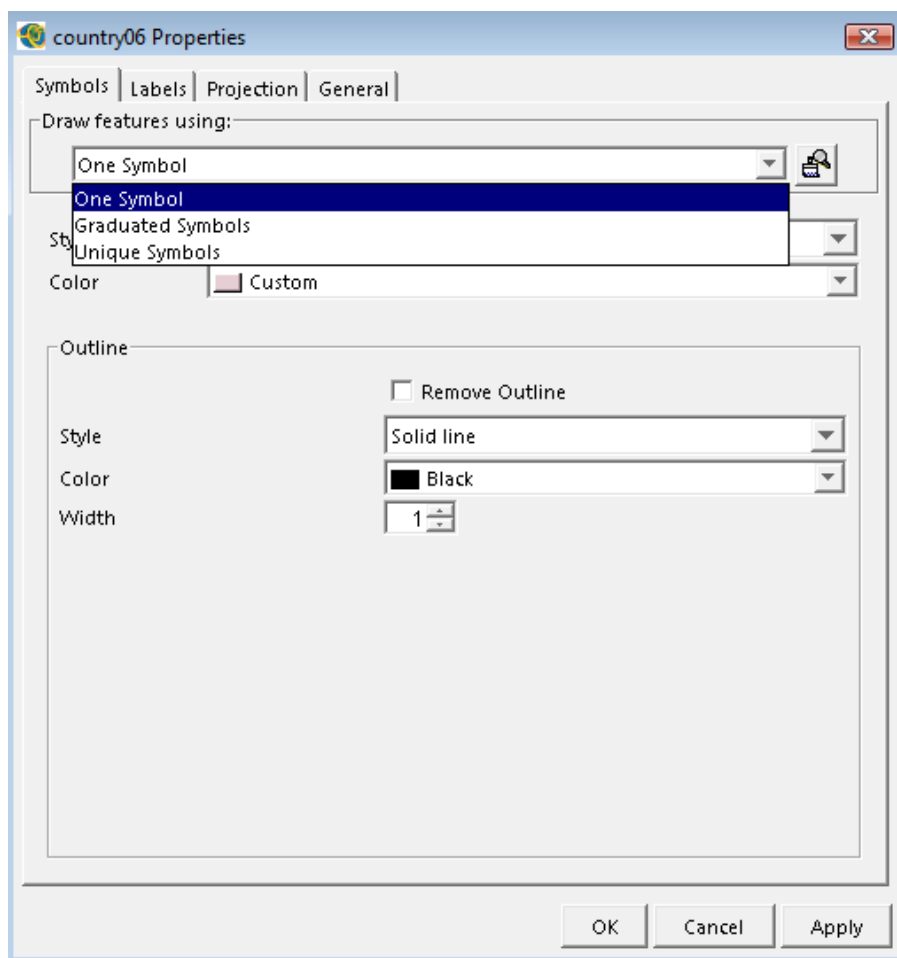 country06 Properties
Symbols Labels Projection General
Draw features using:
One Symbol
One Symbol
Graduated Symbols
Unique Symbols
Color Custom
Outline
Remove Outline
Style Solid line
Color Black
Width 1
OK Cancel Apply